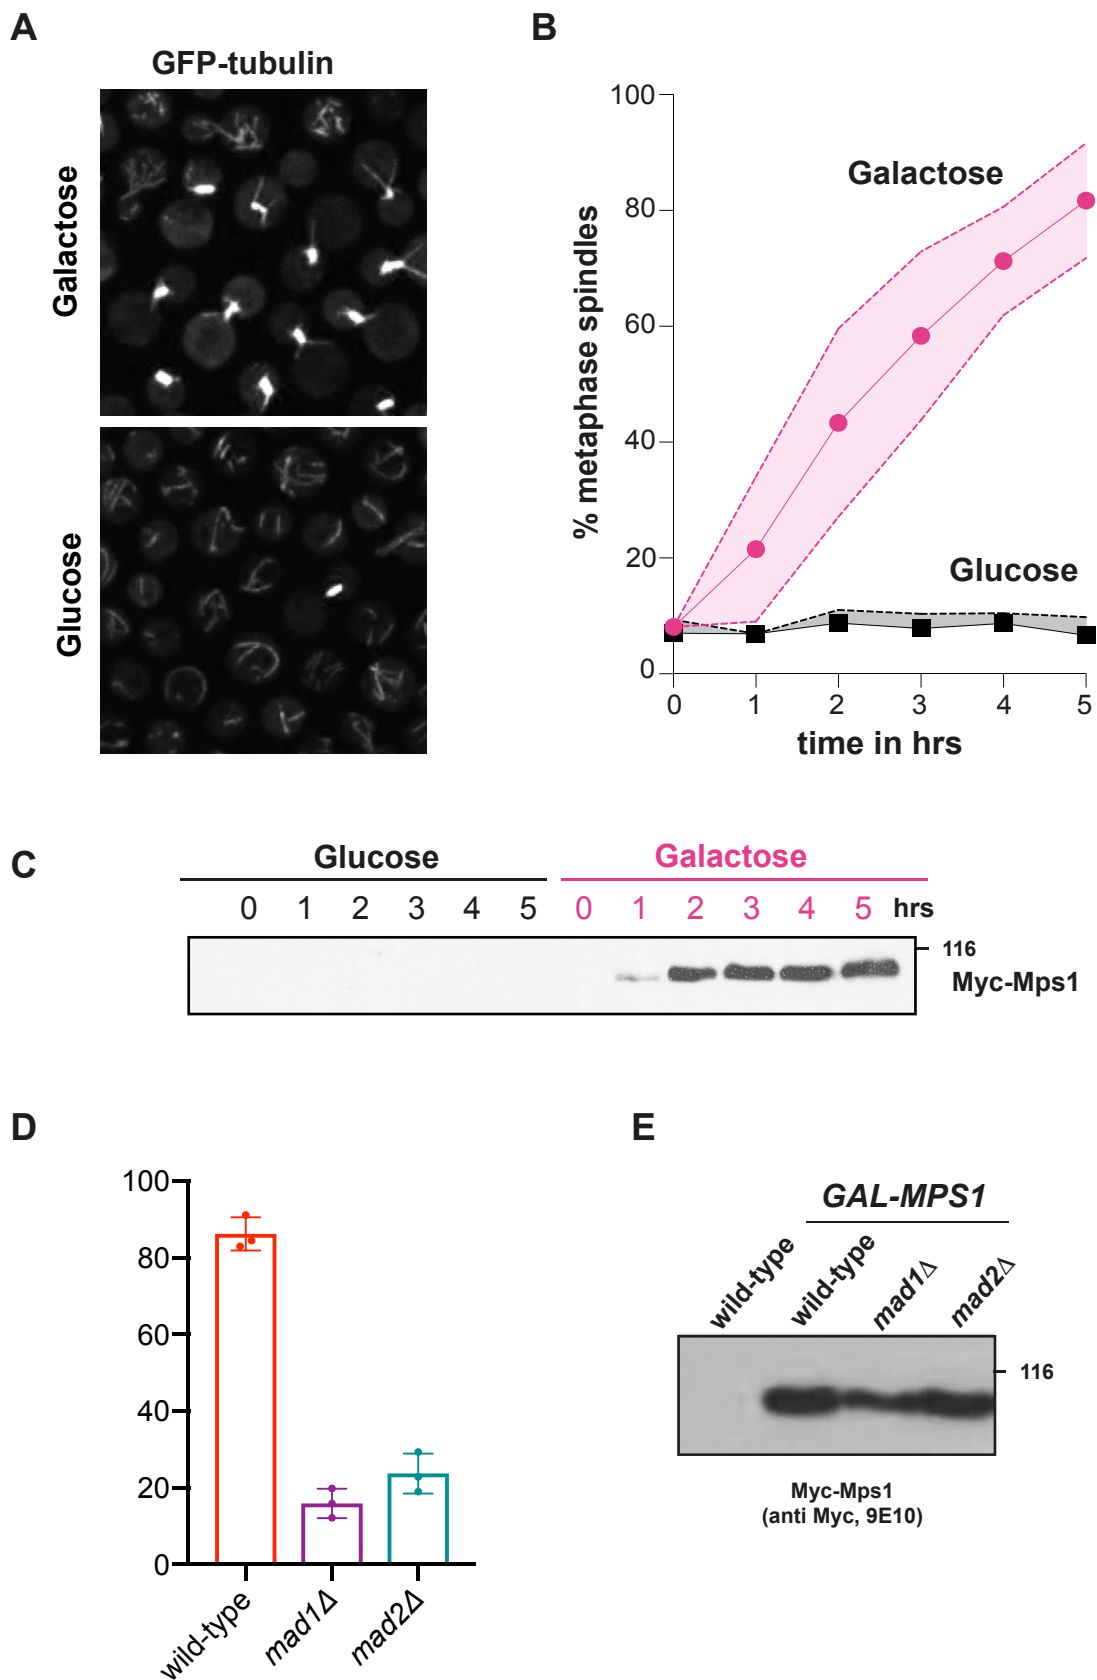 A
GFP-tubulin
Galactose
Glucose
B
% metaphase spindles
100
80
60
40
20
0
Galactose
Glucose
0 1 2 3 4 5
time in hrs
C
Glucose Galactose
0 1 2 3 4 5 0 1 2 3 4 5 hrs
116
Myc-Mps1
D
100
80
60
40
20
0
wild-type mad1Δ mad2Δ
E
GAL-MPS1
wild-type wild-type mad1Δ mad2Δ
116
Myc-Mps1
(anti Myc, 9E10)